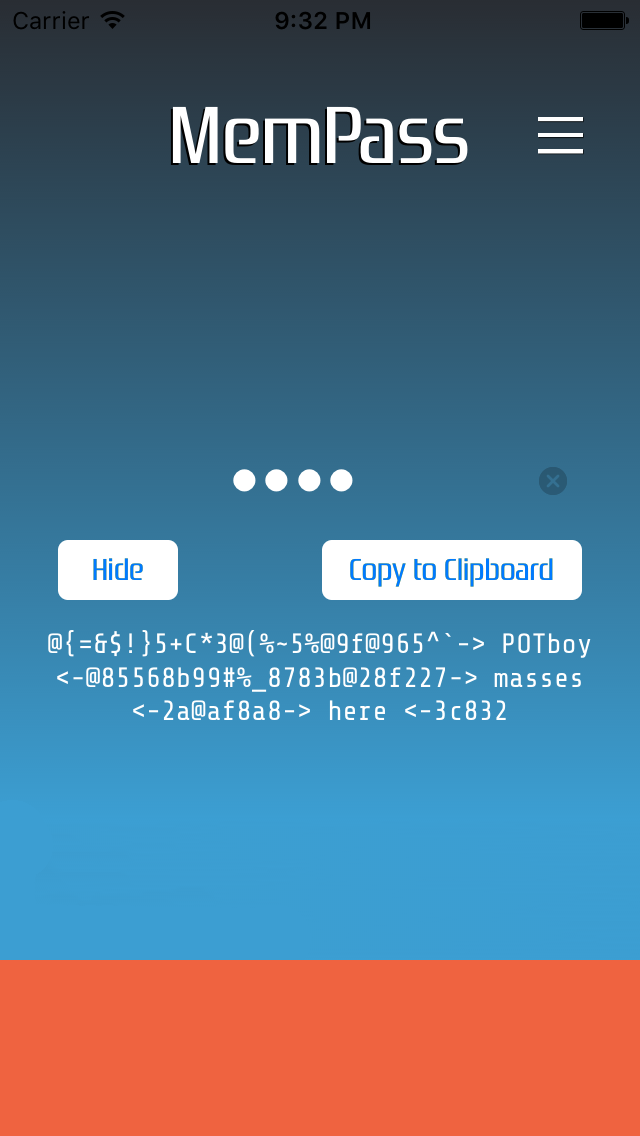 Carrier 9:32 PM
MemPass
Hide Copy to Clipboard
@{=&$!}5+C*3@(%~5%@9f@965^`-> POTboy
<-@85568b99#%_8783b@28f227-> masses
<-2a@af8a8-> here <-3c832